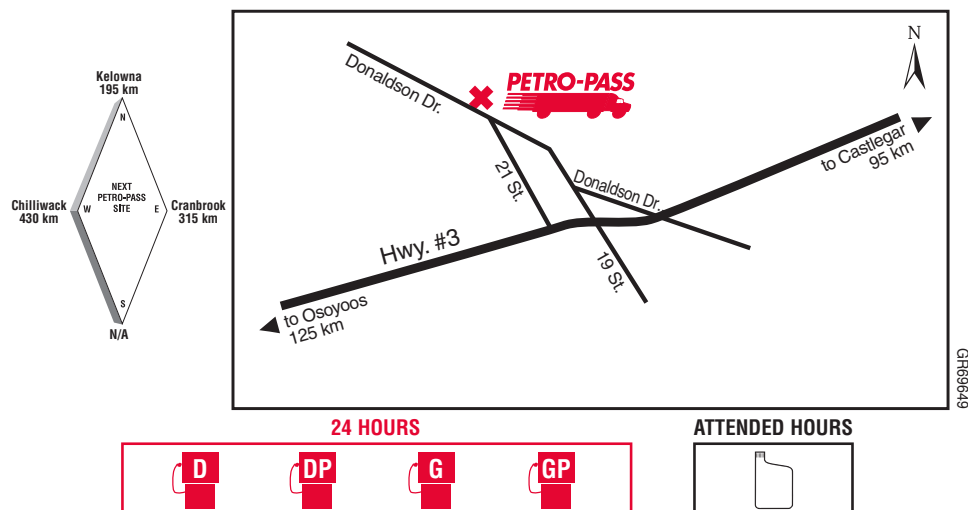 Kelowna
195 km
N
NEXT
PETRO-PASS
SITE
W
E
Chilliwack
430 km
Cranbrook
315 km
S
N/A
N
PETRO-PASS
Donaldson Dr.
21 St.
Donaldson Dr.
19 St.
Hwy. #3
to Castlegar
95 km
to Osoyoos
125 km
GR69649
24 HOURS
D
DP
G
GP
ATTENDED HOURS